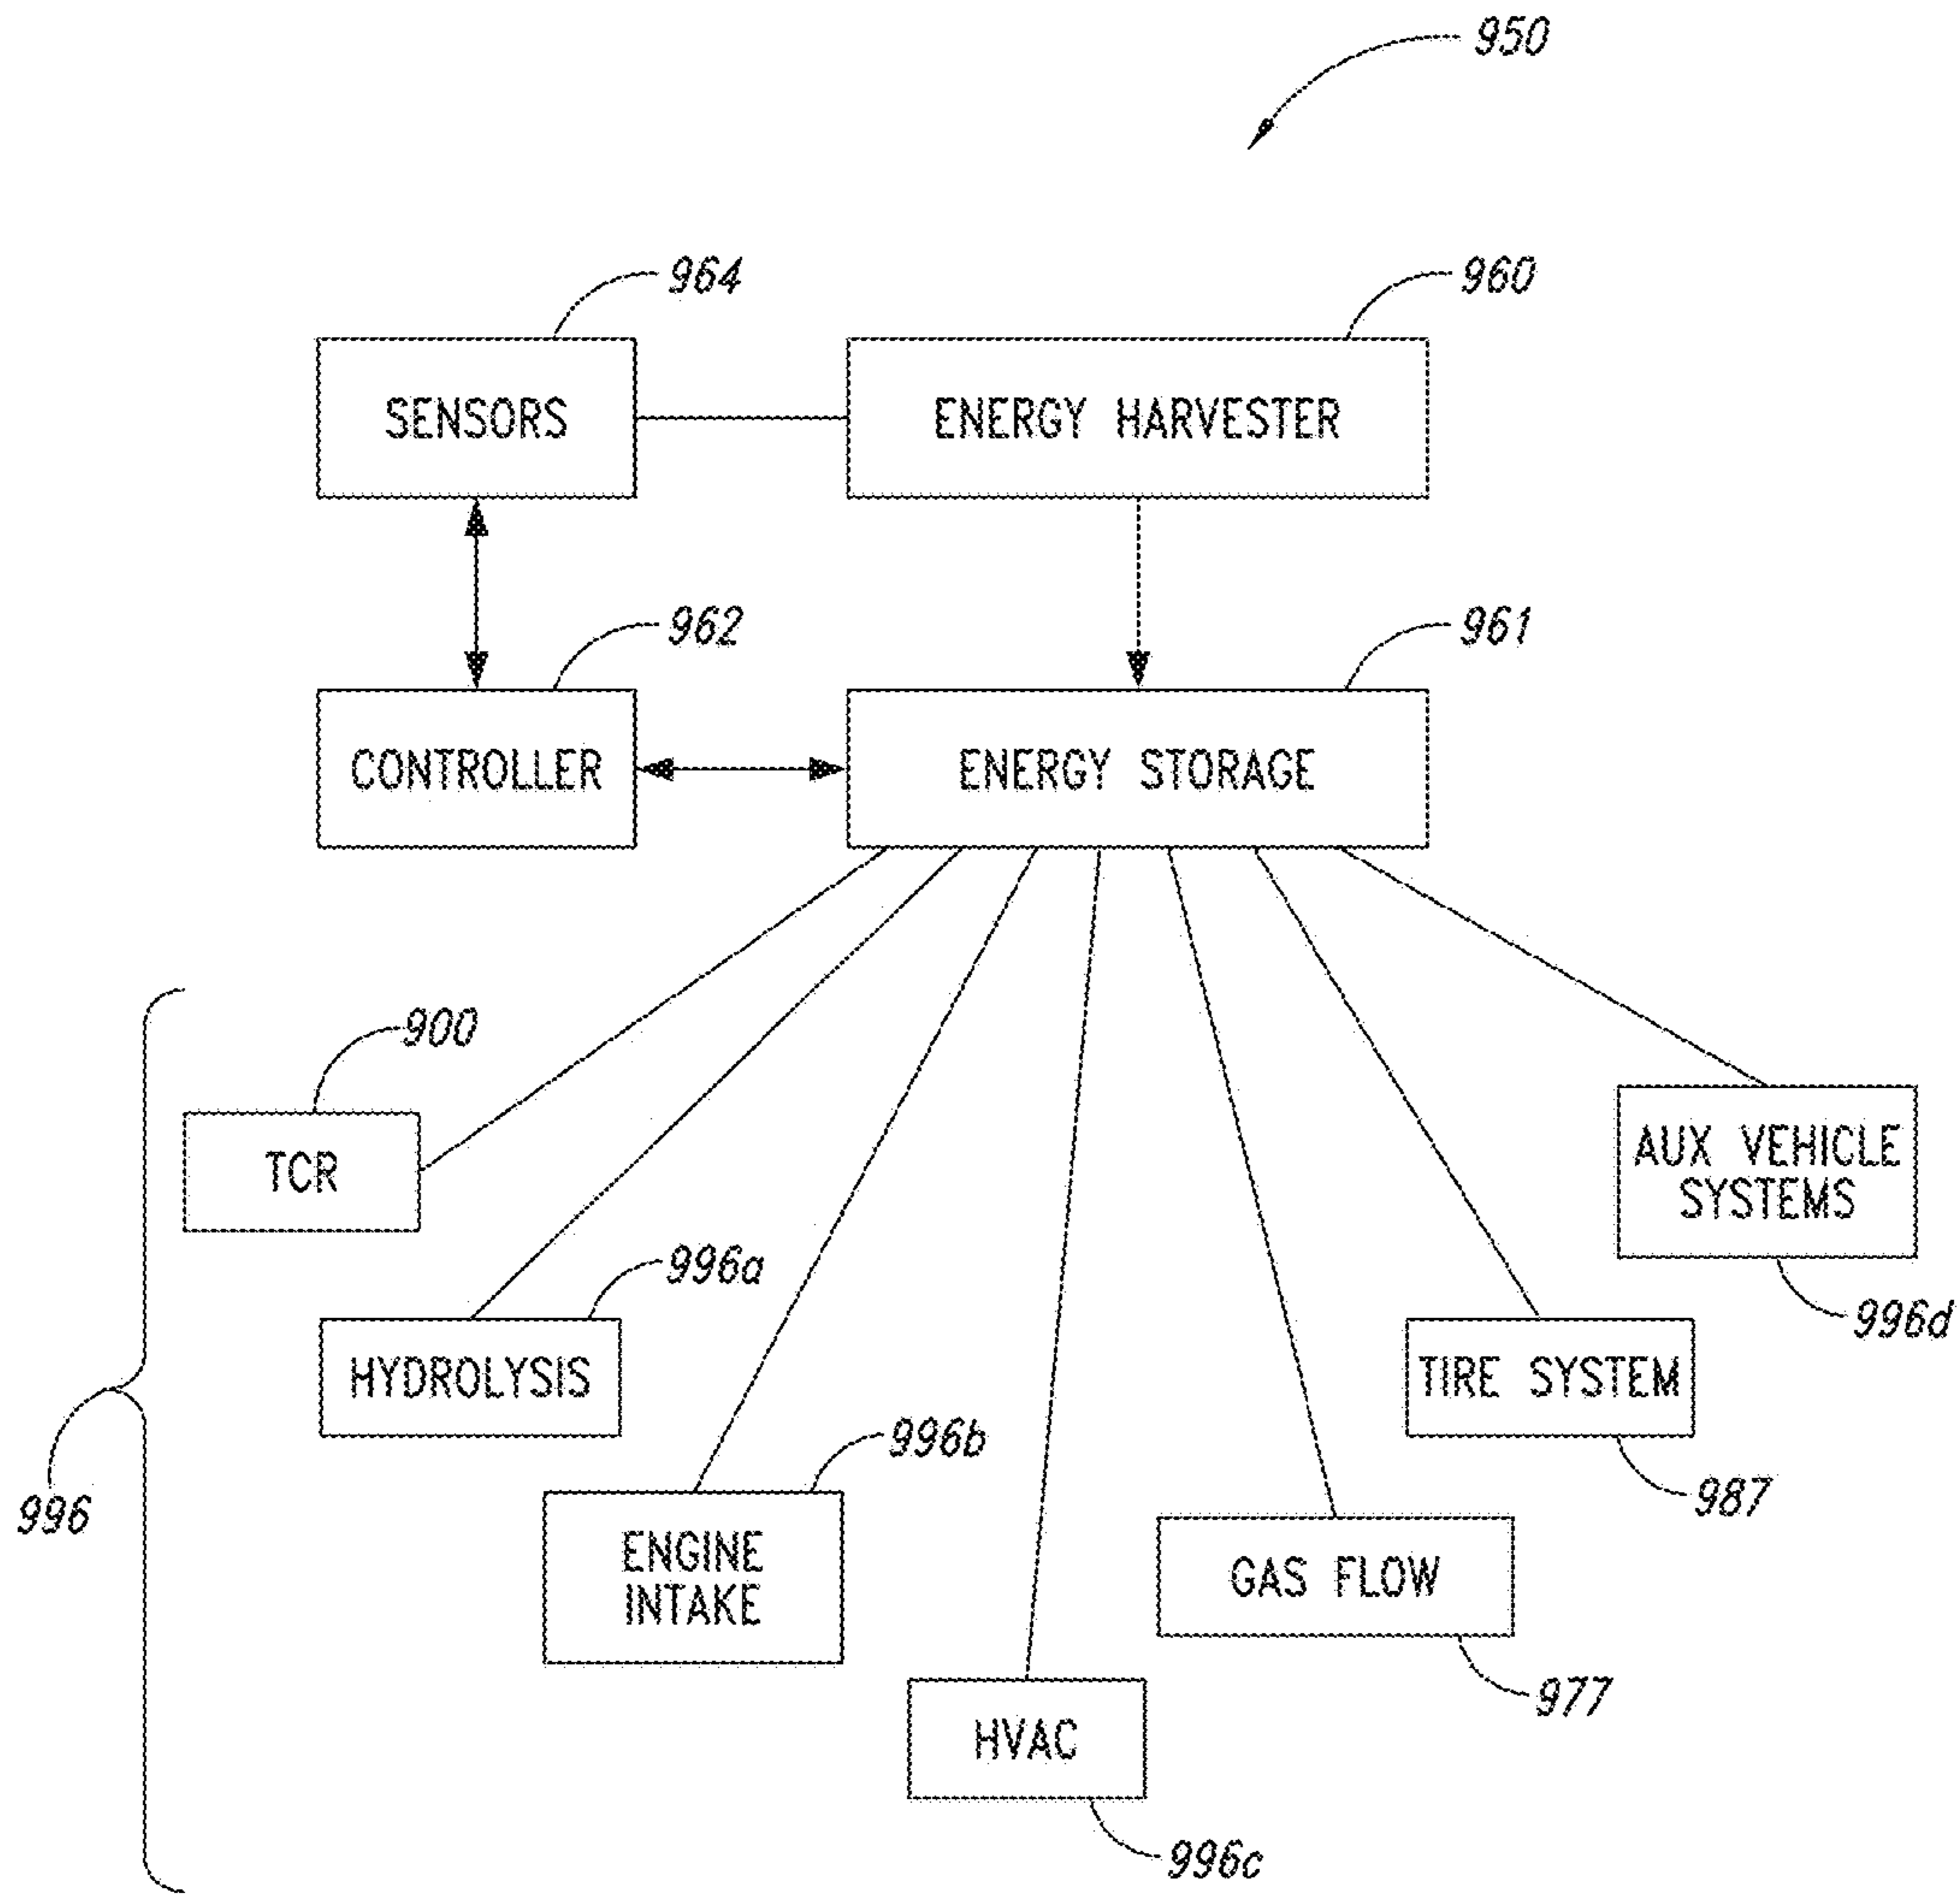 950
964
960
SENSORS
ENERGY HARVESTER
962
961
CONTROLLER
ENERGY STORAGE
900
TCR
AUX VEHICLE
SYSTEMS
996a
996d
HYDROLYSIS
TIRE SYSTEM
996b
987
996
ENGINE
INTAKE
GAS FLOW
977
HVAC
996c